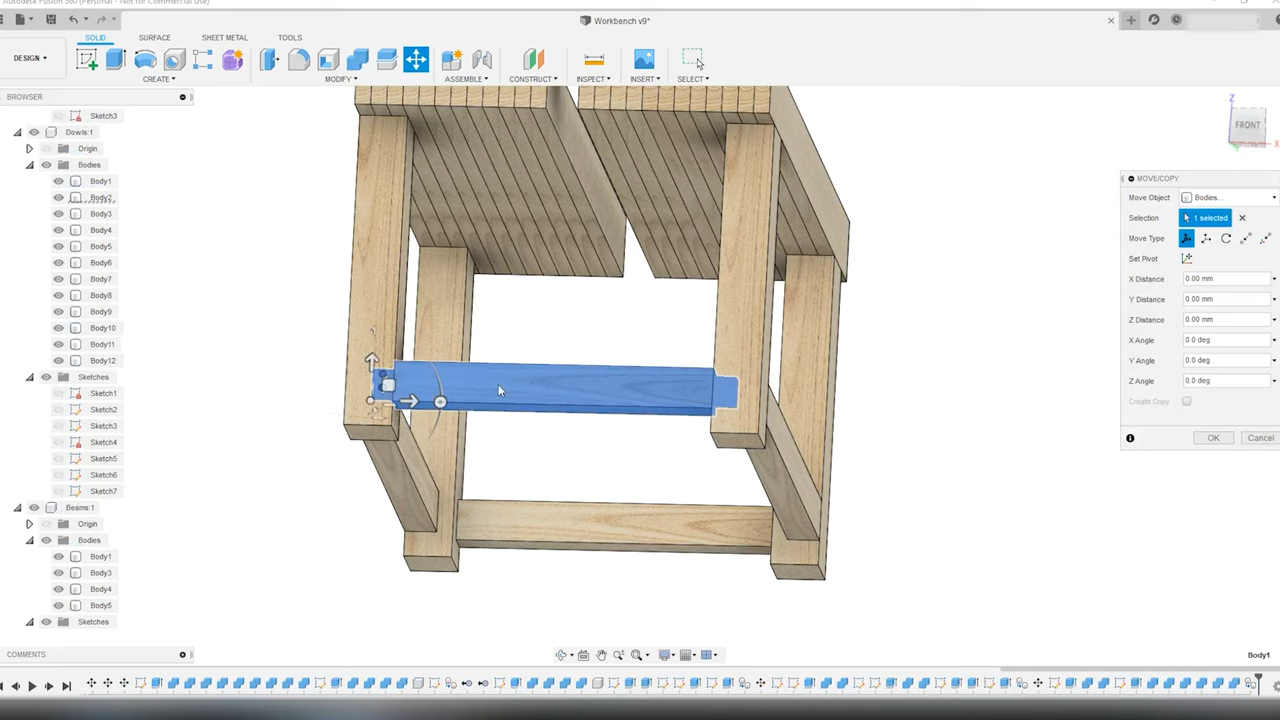 Autodesk Fusion 360 (Personal - Not for Commercial Use)
Workbench v9*
SOLID SURFACE SHEET METAL TOOLS
DESIGN
CREATE MODIFY ASSEMBLE CONSTRUCT INSPECT INSERT SELECT
BROWSER
Sketch3
Dowls:1
Origin
Bodies
Body1
Body2
Body3
Body4
Body5
Body6
Body7
Body8
Body9
Body10
Body11
Body12
Sketches
Sketch1
Sketch2
Sketch3
Sketch4
Sketch5
Sketch6
Sketch7
Beams:1
Origin
Bodies
Body1
Body3
Body4
Body5
Sketches
COMMENTS
Z
FRONT
X
MOVE/COPY
Move Object Bodies...
Selection 1 selected
Move Type
Set Pivot
X Distance 0.00 mm
Y Distance 0.00 mm
Z Distance 0.00 mm
X Angle 0.0 deg
Y Angle 0.0 deg
Z Angle 0.0 deg
Create Copy
OK Cancel
Body1